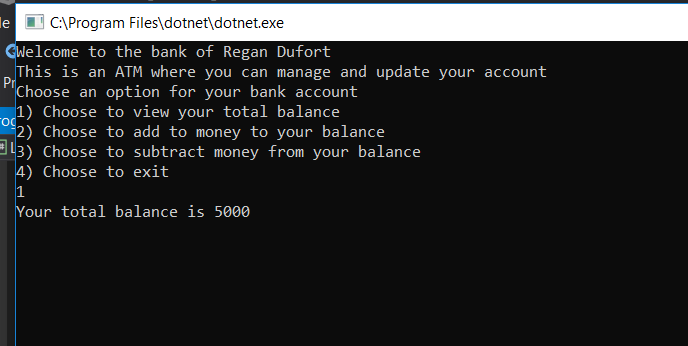 C:\Program Files\dotnet\dotnet.exe
Welcome to the bank of Regan Dufort
This is an ATM where you can manage and update your account
Choose an option for your bank account
1) Choose to view your total balance
2) Choose to add to money to your balance
3) Choose to subtract money from your balance
4) Choose to exit
1
Your total balance is 5000